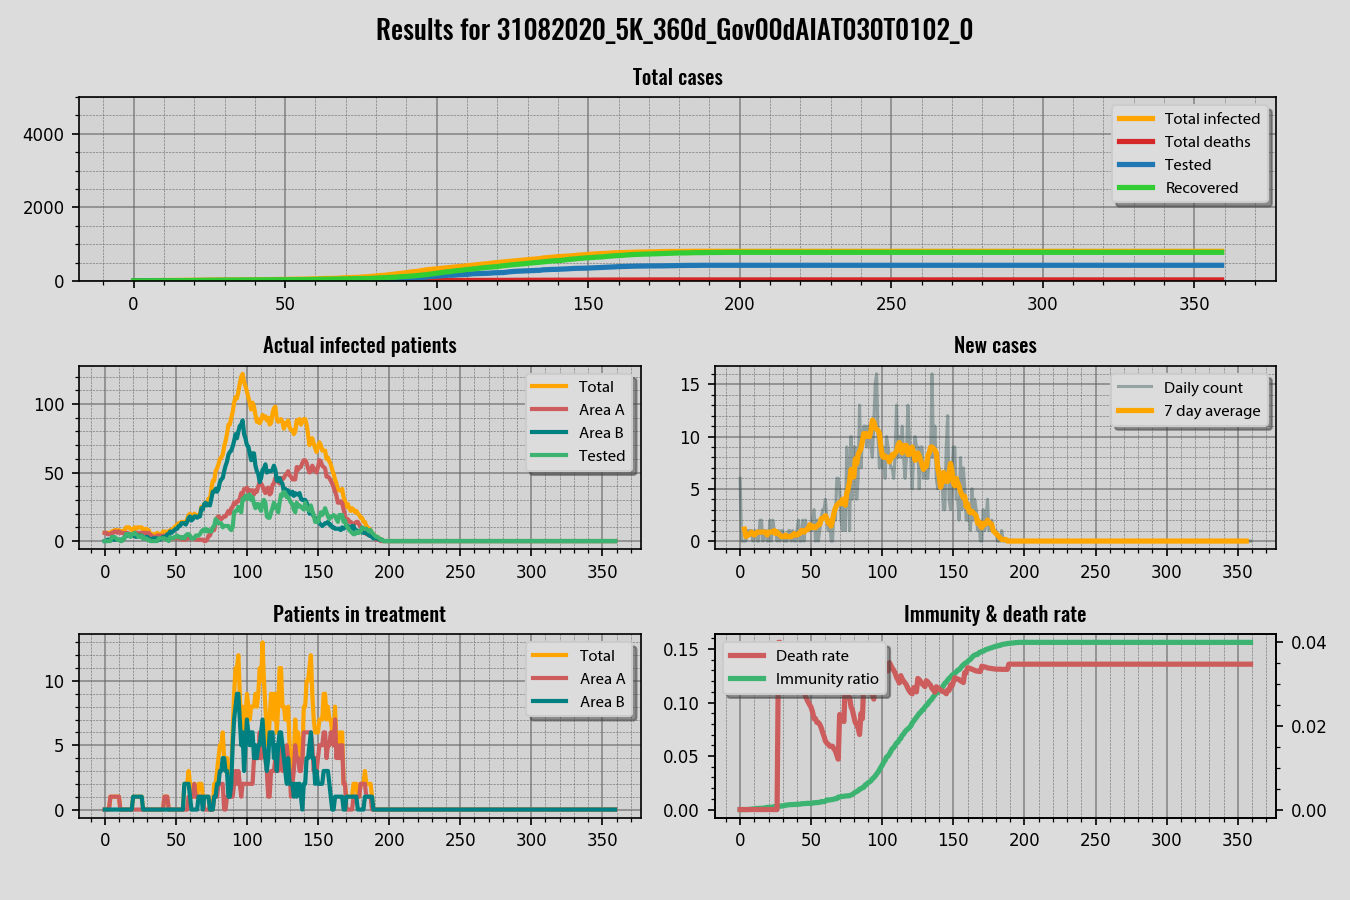 Results for 31082020_5K_360d_Gov00dAIAT030T0102_0
Total cases
4000
2000
0
0 50 100 150 200 250 300 350
Total infected
Total deaths
Tested
Recovered
Actual infected patients
100
50
0
0 50 100 150 200 250 300 350
Total
Area A
Area B
Tested
New cases
15
10
5
0
0 50 100 150 200 250 300 350
Daily count
7 day average
Patients in treatment
10
5
0
0 50 100 150 200 250 300 350
Total
Area A
Area B
Immunity & death rate
0.15
0.10
0.05
0.00
0 50 100 150 200 250 300 350
0.04
0.02
0.00
Death rate
Immunity ratio